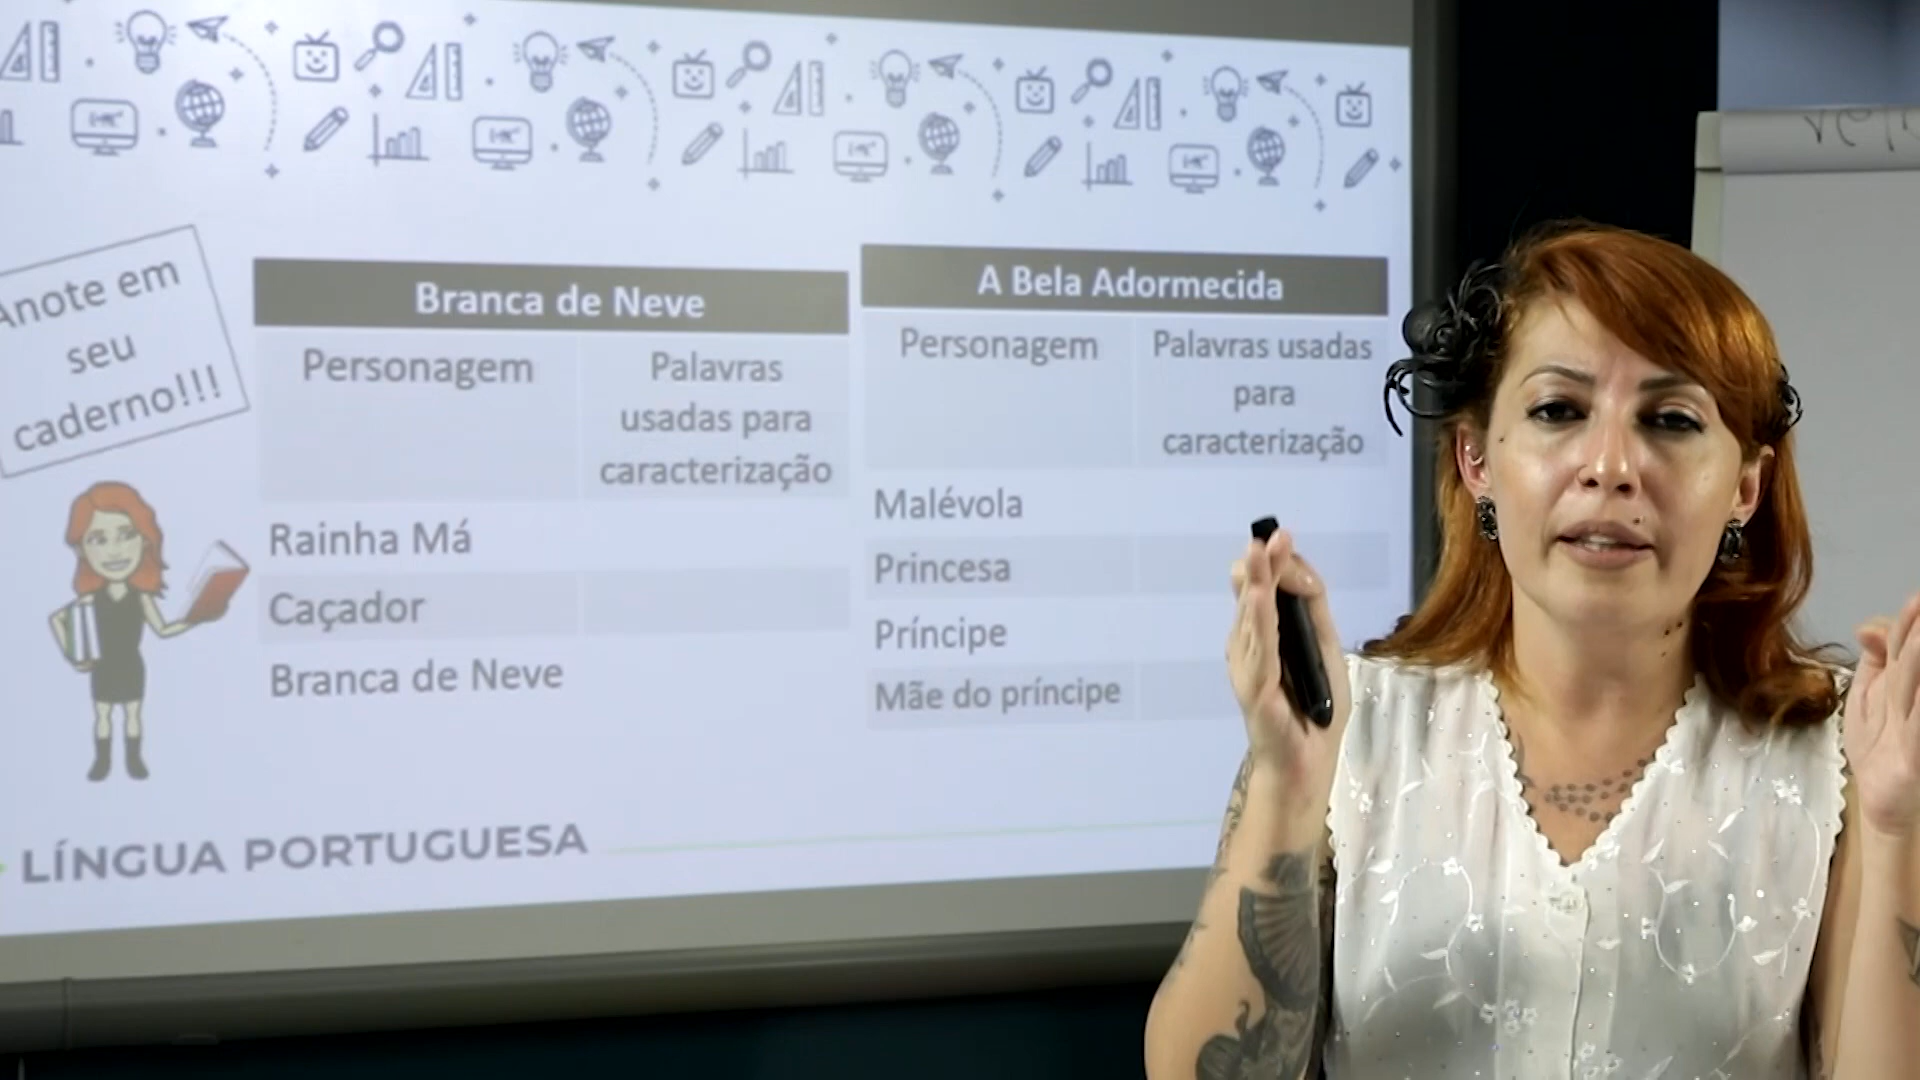 Anote em
seu
caderno!!!
Branca de Neve
Personagem
Palavras
usadas para
caracterização
Rainha Má
Caçador
Branca de Neve
A Bela Adormecida
Personagem
Palavras usadas
para
caracterização
Malévola
Princesa
Príncipe
Mãe do príncipe
LÍNGUA PORTUGUESA